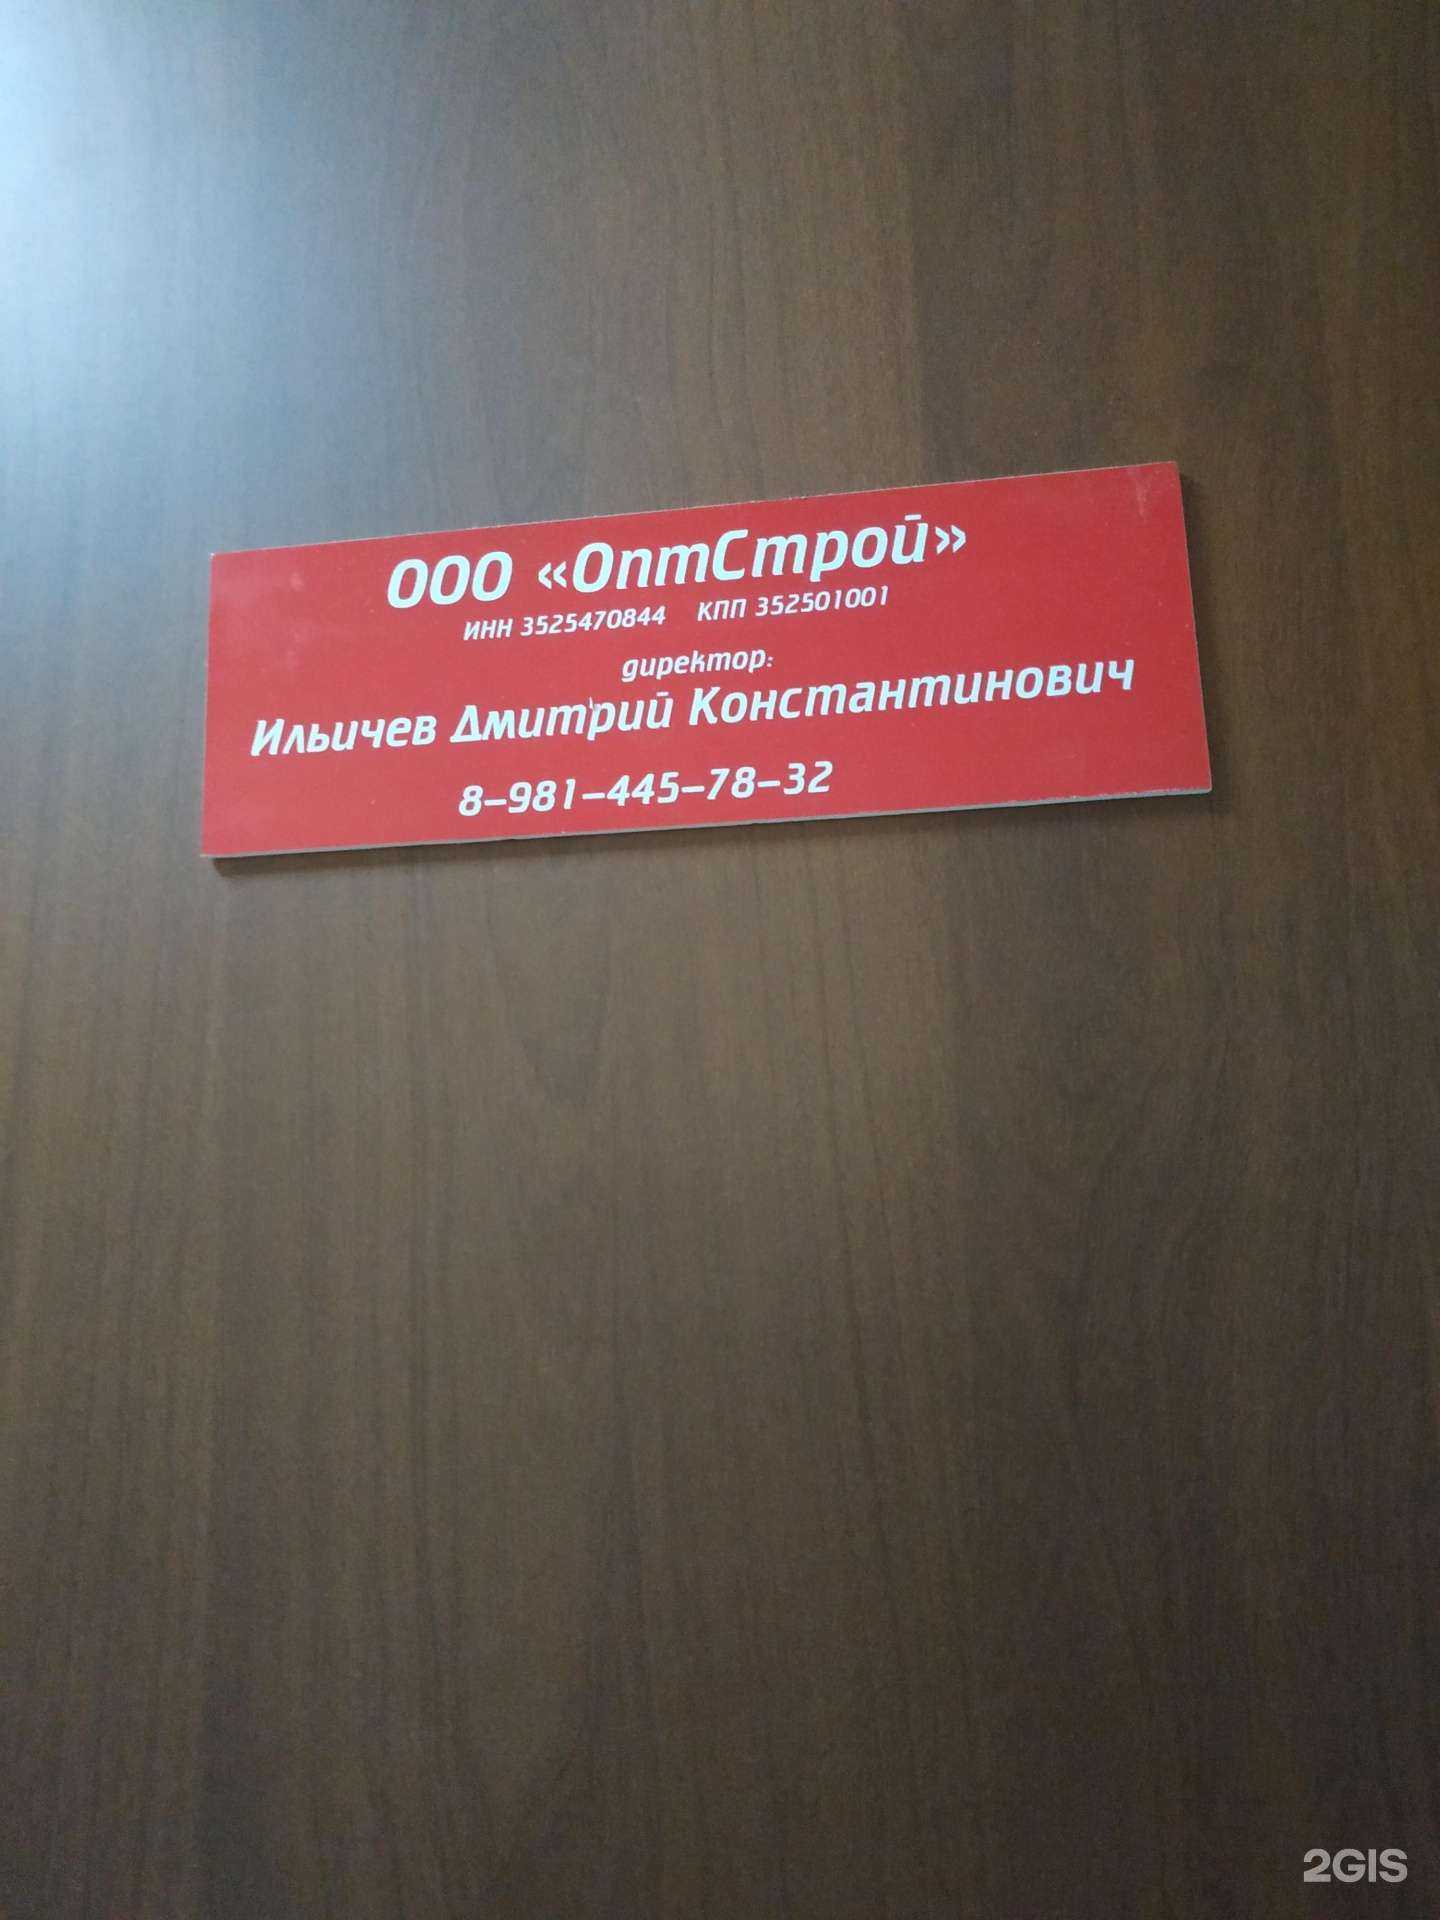 ООО «ОптСтрой»
ИНН 3525470844 КПП 352501001
директор:
Ильичев Дмитрий Константинович
8-981-445-78-32
2GIS